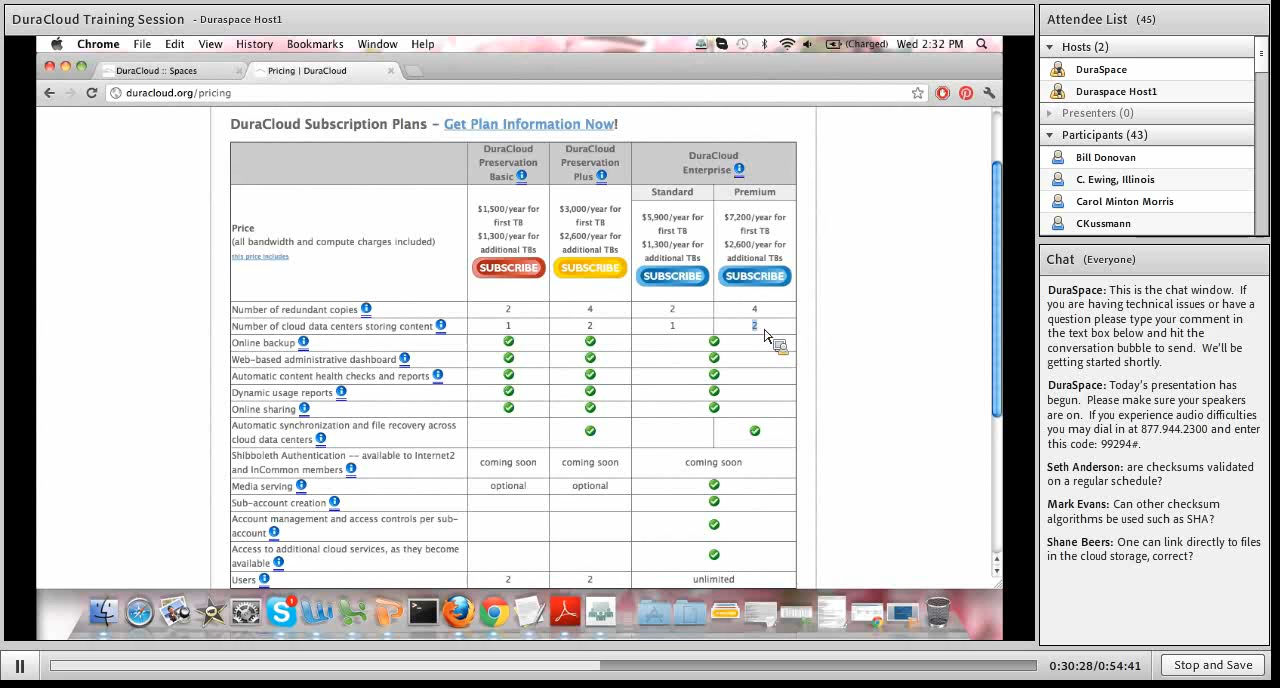 DuraCloud Training Session - Duraspace Host1
Chrome File Edit View History Bookmarks Window Help (Charged) Wed 2:32 PM
DuraCloud :: Spaces Pricing | DuraCloud
duracloud.org/pricing
DuraCloud Subscription Plans – Get Plan Information Now!
DuraCloud Preservation Basic
DuraCloud Preservation Plus
DuraCloud Enterprise
Standard Premium
Price
(all bandwidth and compute charges included)
this price includes
$1,500/year for
first TB
$1,300/year for
additional TBs
SUBSCRIBE
$3,000/year for
first TB
$2,600/year for
additional TBs
SUBSCRIBE
$5,900/year for
first TB
$1,300/year for
additional TBs
SUBSCRIBE
$7,200/year for
first TB
$2,600/year for
additional TBs
SUBSCRIBE
Number of redundant copies 2 4 2 4
Number of cloud data centers storing content 1 2 1 2
Online backup
Web-based administrative dashboard
Automatic content health checks and reports
Dynamic usage reports
Online sharing
Automatic synchronization and file recovery across
cloud data centers
Shibboleth Authentication -- available to Internet2
and InCommon members coming soon coming soon coming soon
Media serving optional optional
Sub-account creation
Account management and access controls per sub-
account
Access to additional cloud services, as they become
available
Users 2 2 unlimited
Attendee List (45)
Hosts (2)
DuraSpace
Duraspace Host1
Presenters (0)
Participants (43)
Bill Donovan
C. Ewing, Illinois
Carol Minton Morris
CKussmann
Chat (Everyone)
DuraSpace: This is the chat window. If
you are having technical issues or have a
question please type your comment in
the text box below and hit the
conversation bubble to send. We'll be
getting started shortly.
DuraSpace: Today's presentation has
begun. Please make sure your speakers
are on. If you experience audio difficulties
you may dial in at 877.944.2300 and enter
this code: 99294#.
Seth Anderson: are checksums validated
on a regular schedule?
Mark Evans: Can other checksum
algorithms be used such as SHA?
Shane Beers: One can link directly to files
in the cloud storage, correct?
0:30:28/0:54:41 Stop and Save